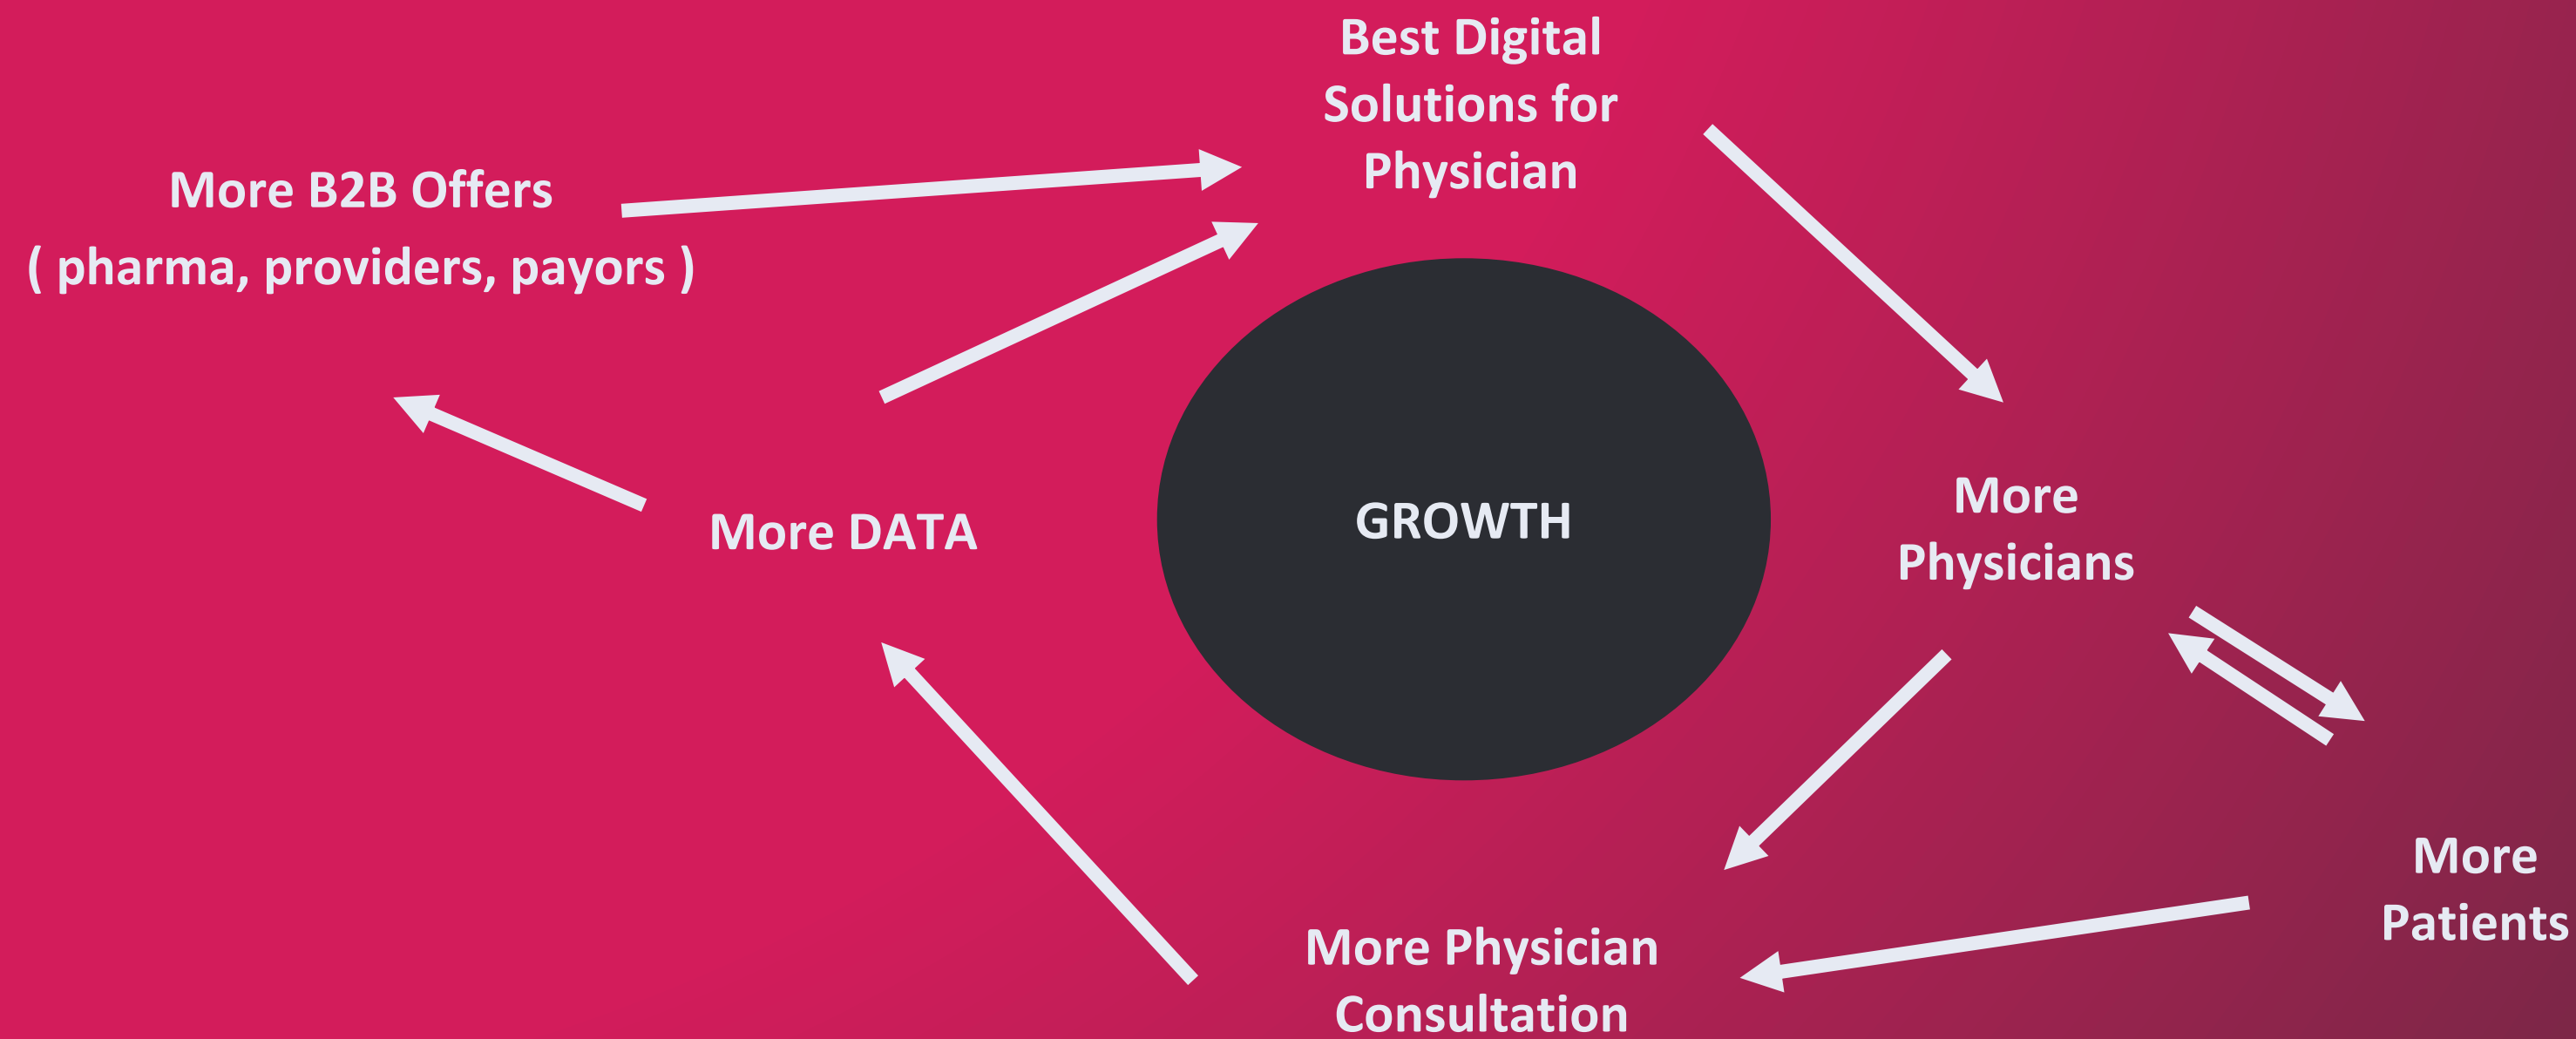 Best Digital
Solutions for
Physician
More B2B Offers
( pharma, providers, payors )
More DATA
GROWTH
More
Physicians
More
Patients
More Physician
Consultation